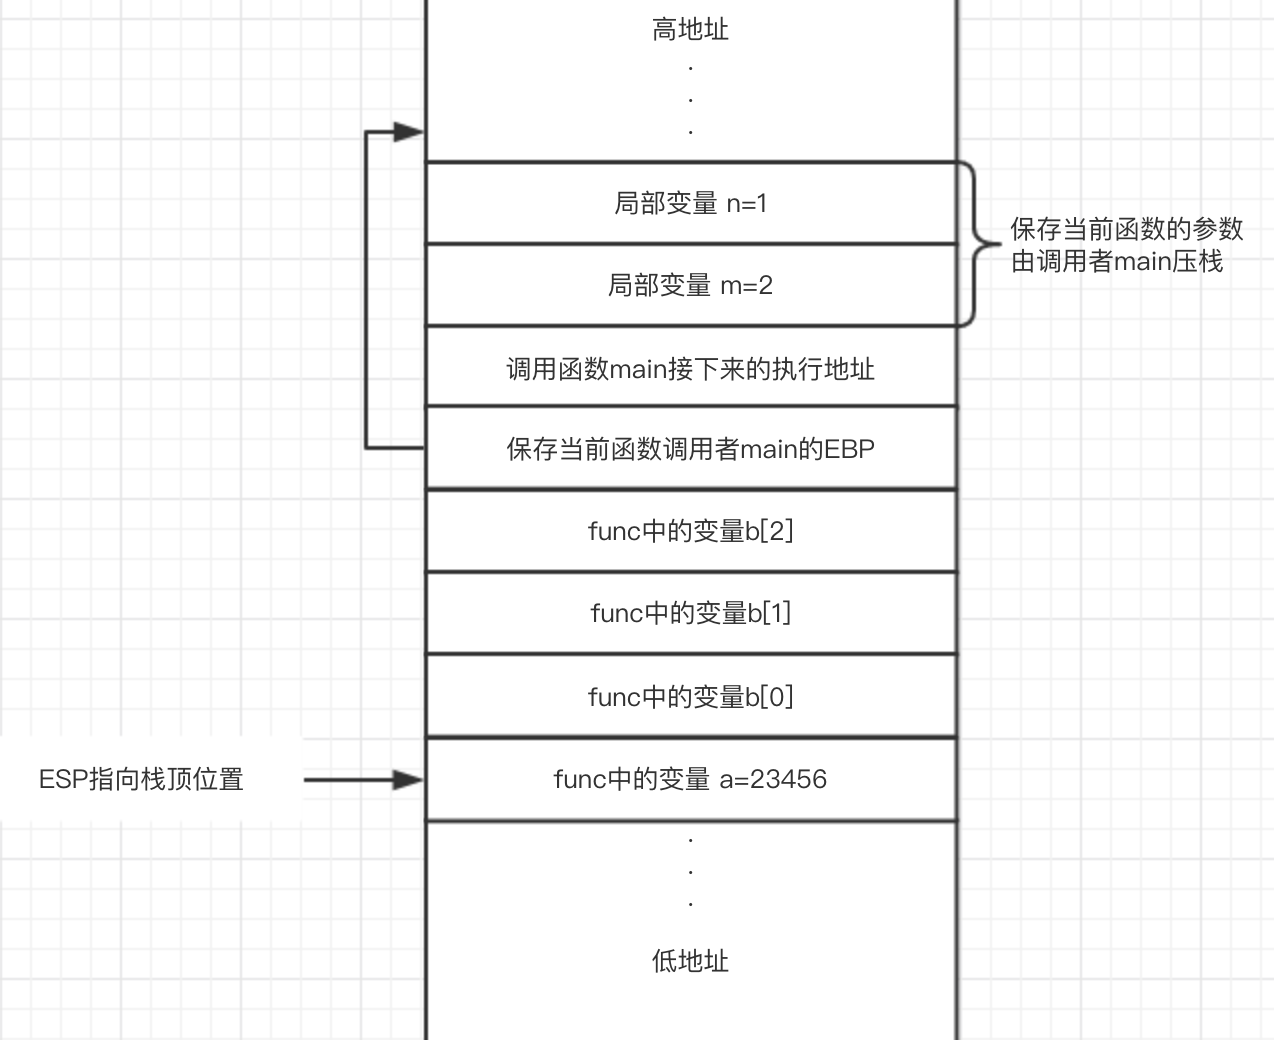 高地址
局部变量 n=1
保存当前函数的参数
由调用者main压栈
局部变量 m=2
调用函数main接下来的执行地址
保存当前函数调用者main的EBP
func中的变量b[2]
func中的变量b[1]
func中的变量b[0]
ESP指向栈顶位置
func中的变量 a=23456
低地址